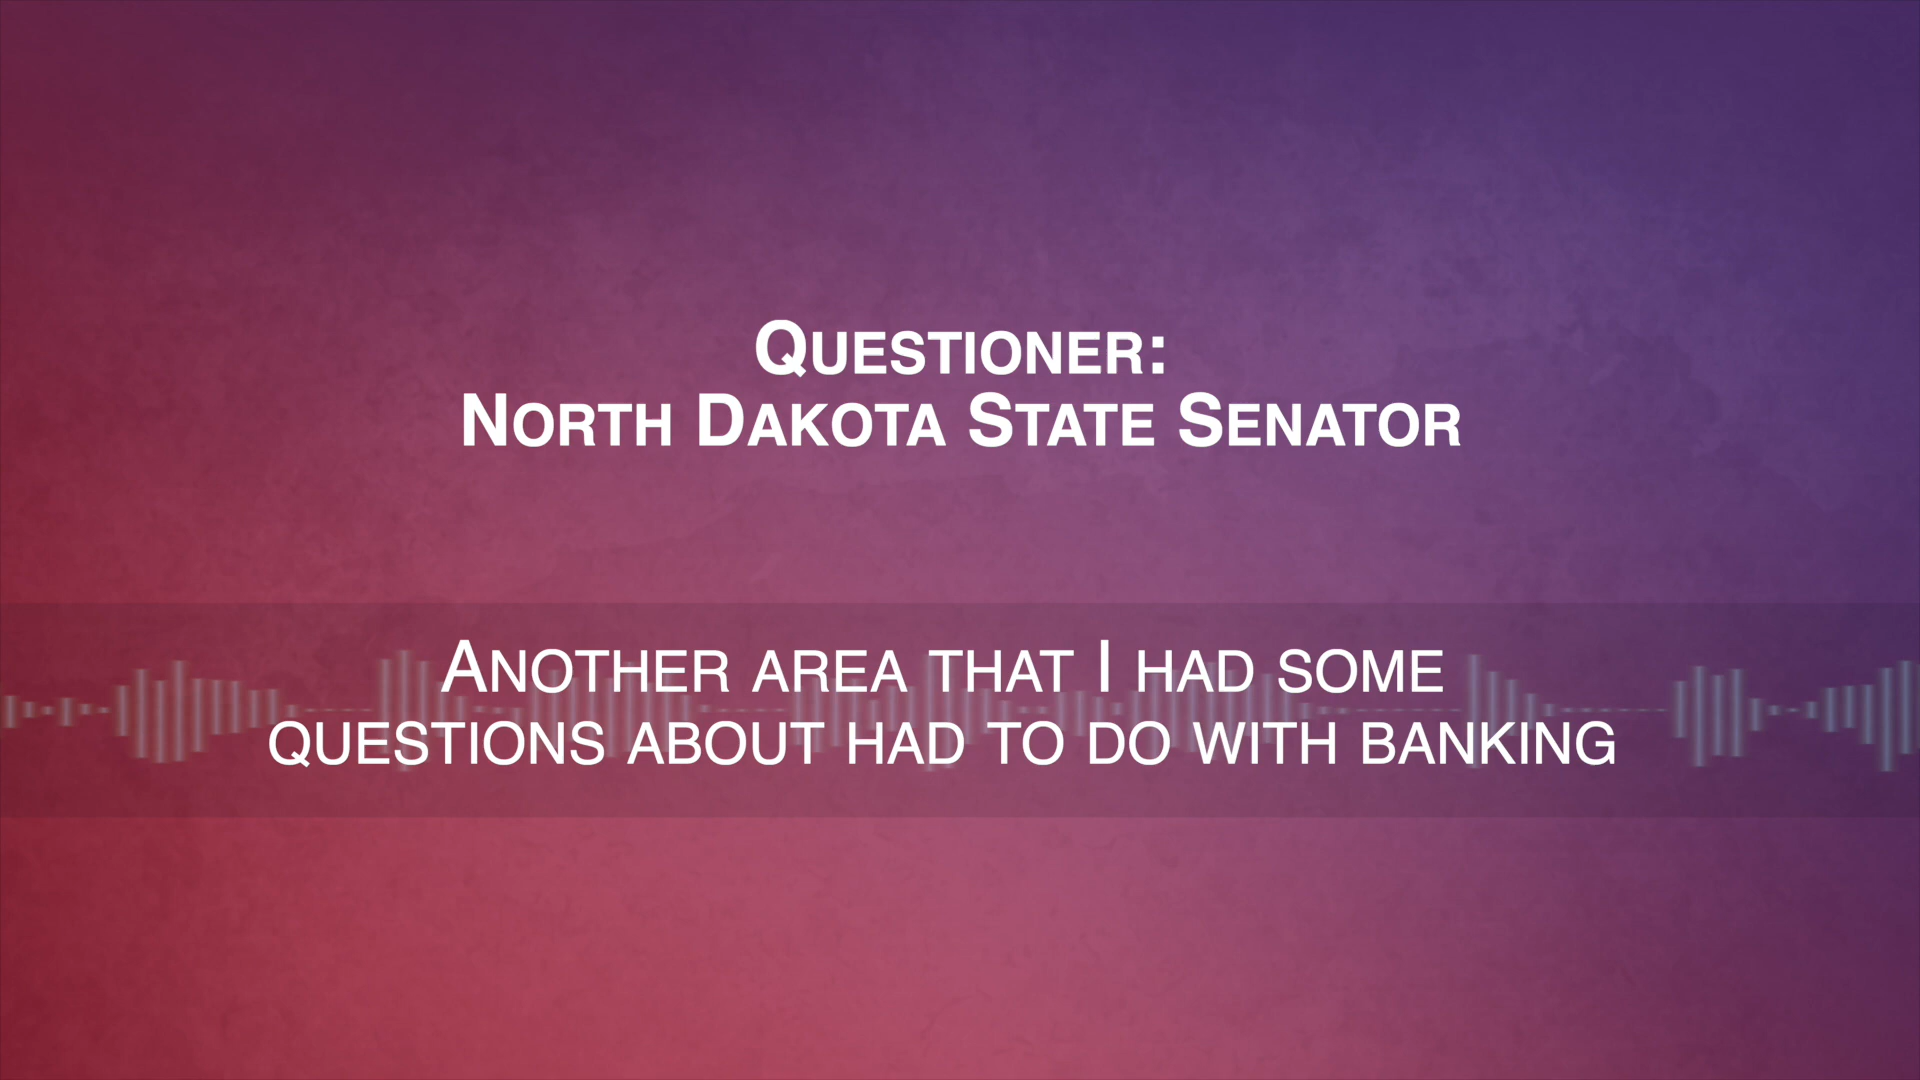 Questioner:
North Dakota State Senator
Another area that I had some
questions about had to do with banking